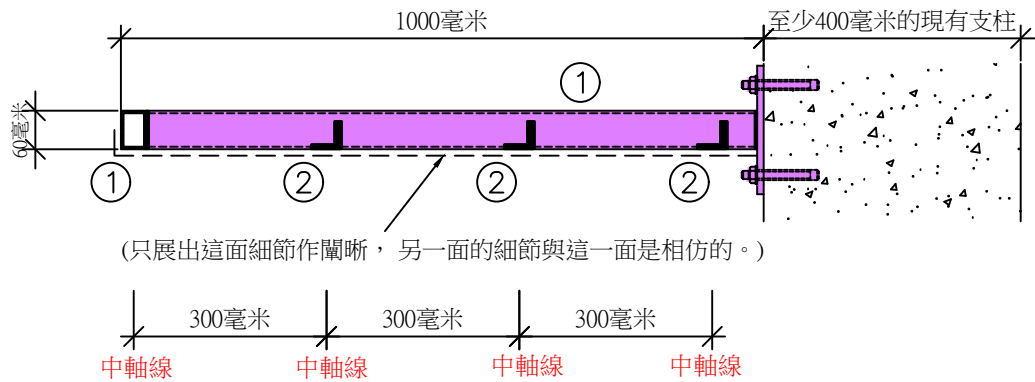 1000毫米
至少400毫米的現有支柱
1
60毫米
1
2
2
2
(只展出這面細節作闡晰， 另一面的細節與這一面是相仿的。)
300毫米
300毫米
300毫米
中軸線
中軸線
中軸線
中軸線